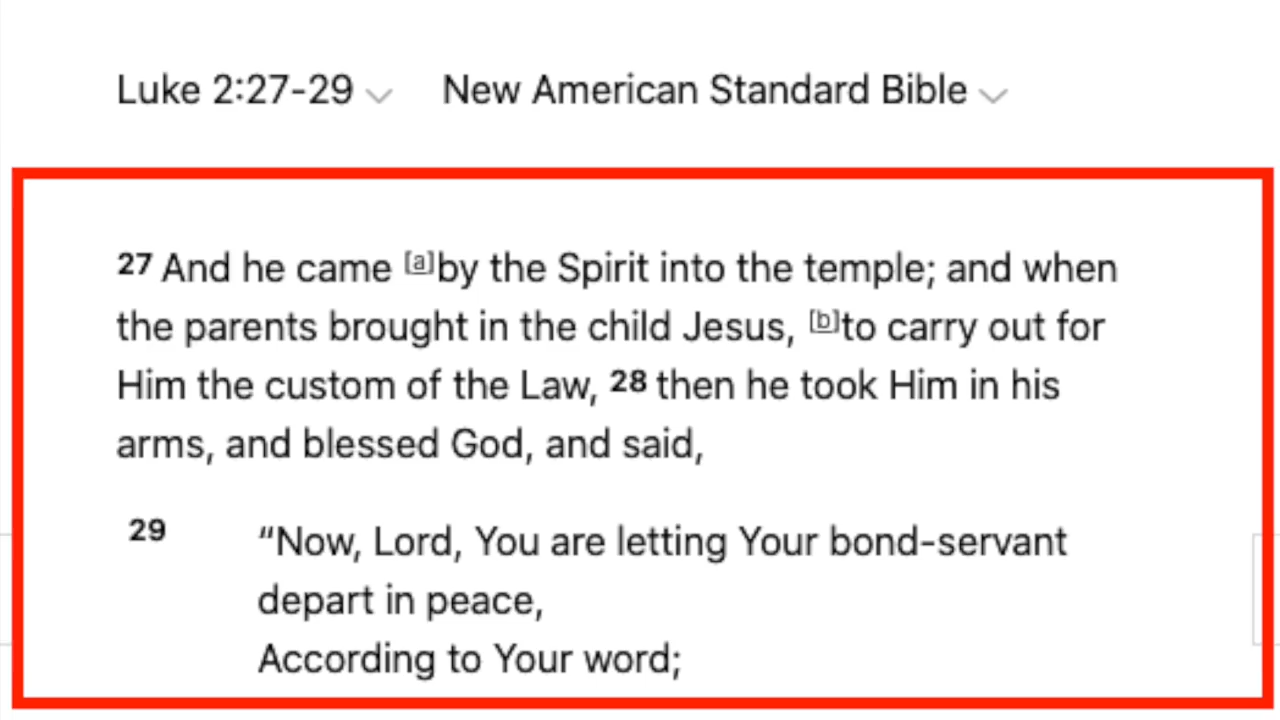 Luke 2:27-29 New American Standard Bible
27 And he came [a]by the Spirit into the temple; and when
the parents brought in the child Jesus, [b]to carry out for
Him the custom of the Law, 28 then he took Him in his
arms, and blessed God, and said,
29 “Now, Lord, You are letting Your bond-servant
depart in peace,
According to Your word;